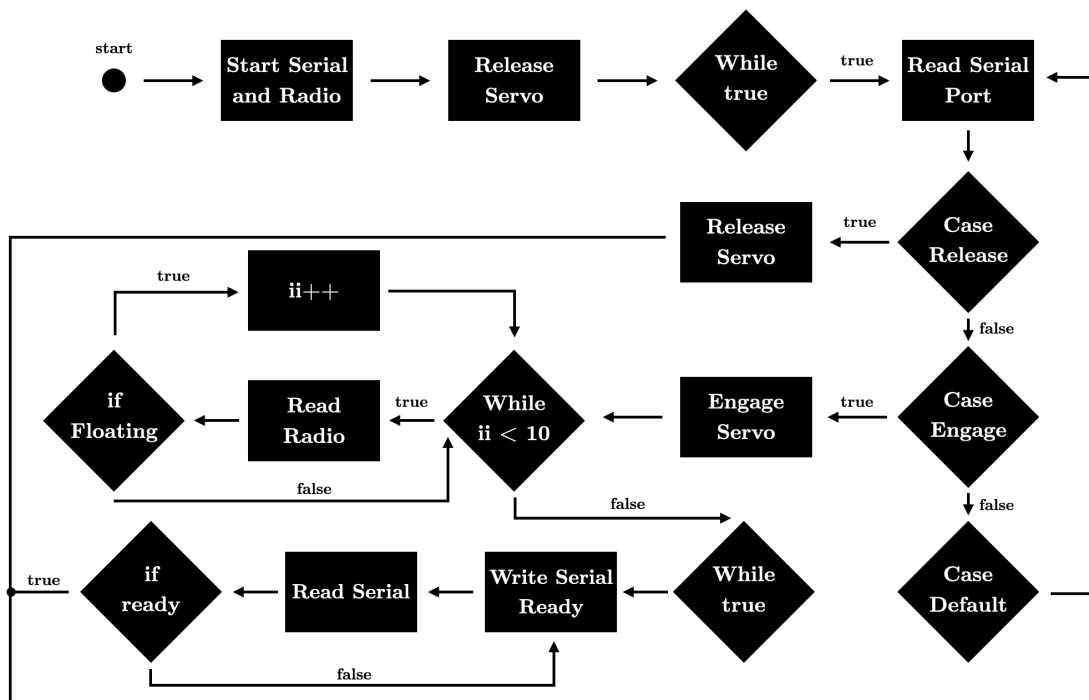 start
Start Serial
and Radio
Release
Servo
While
true
true
Read Serial
Port
Release
Servo
true
Case
Release
true
ii++
false
if
Floating
Read
Radio
true
While
ii < 10
Engage
Servo
true
Case
Engage
false
false
true
if
ready
Read Serial
Write Serial
Ready
While
true
Case
Default
false